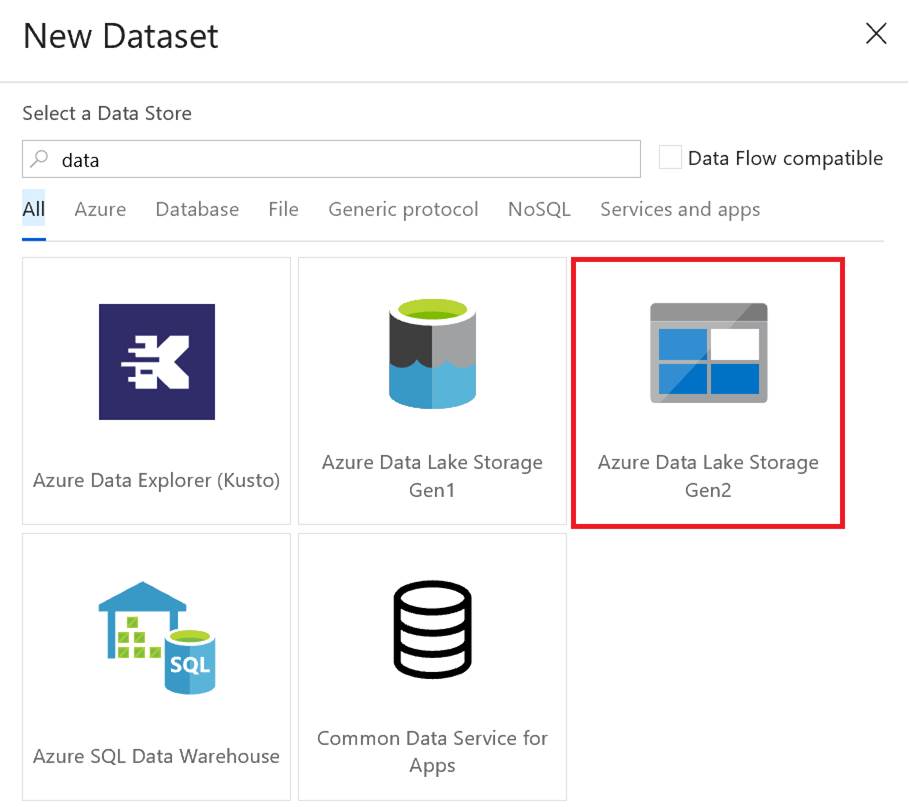 New Dataset
Select a Data Store
data
Data Flow compatible
All Azure Database File Generic protocol NoSQL Services and apps
Azure Data Explorer (Kusto)
Azure Data Lake Storage
Gen1
Azure Data Lake Storage
Gen2
SQL
Azure SQL Data Warehouse
Common Data Service for
Apps